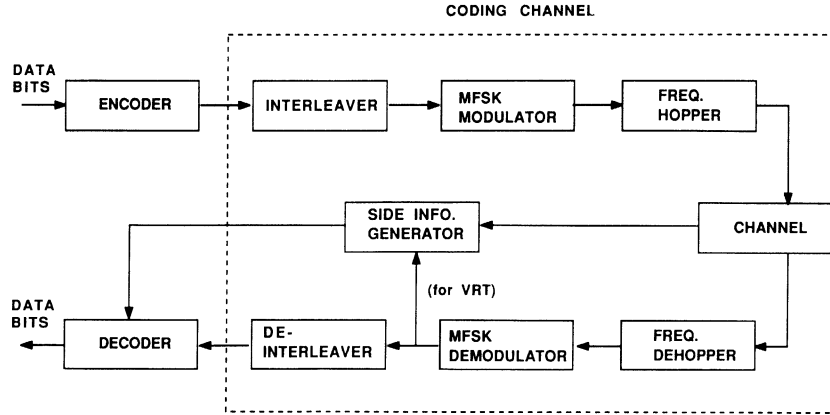 CODING CHANNEL
DATA
BITS
ENCODER
INTERLEAVER
MFSK
MODULATOR
FREQ.
HOPPER
SIDE INFO.
GENERATOR
CHANNEL
(for VRT)
DATA
BITS
DECODER
DE-
INTERLEAVER
MFSK
DEMODULATOR
FREQ.
DEHOPPER